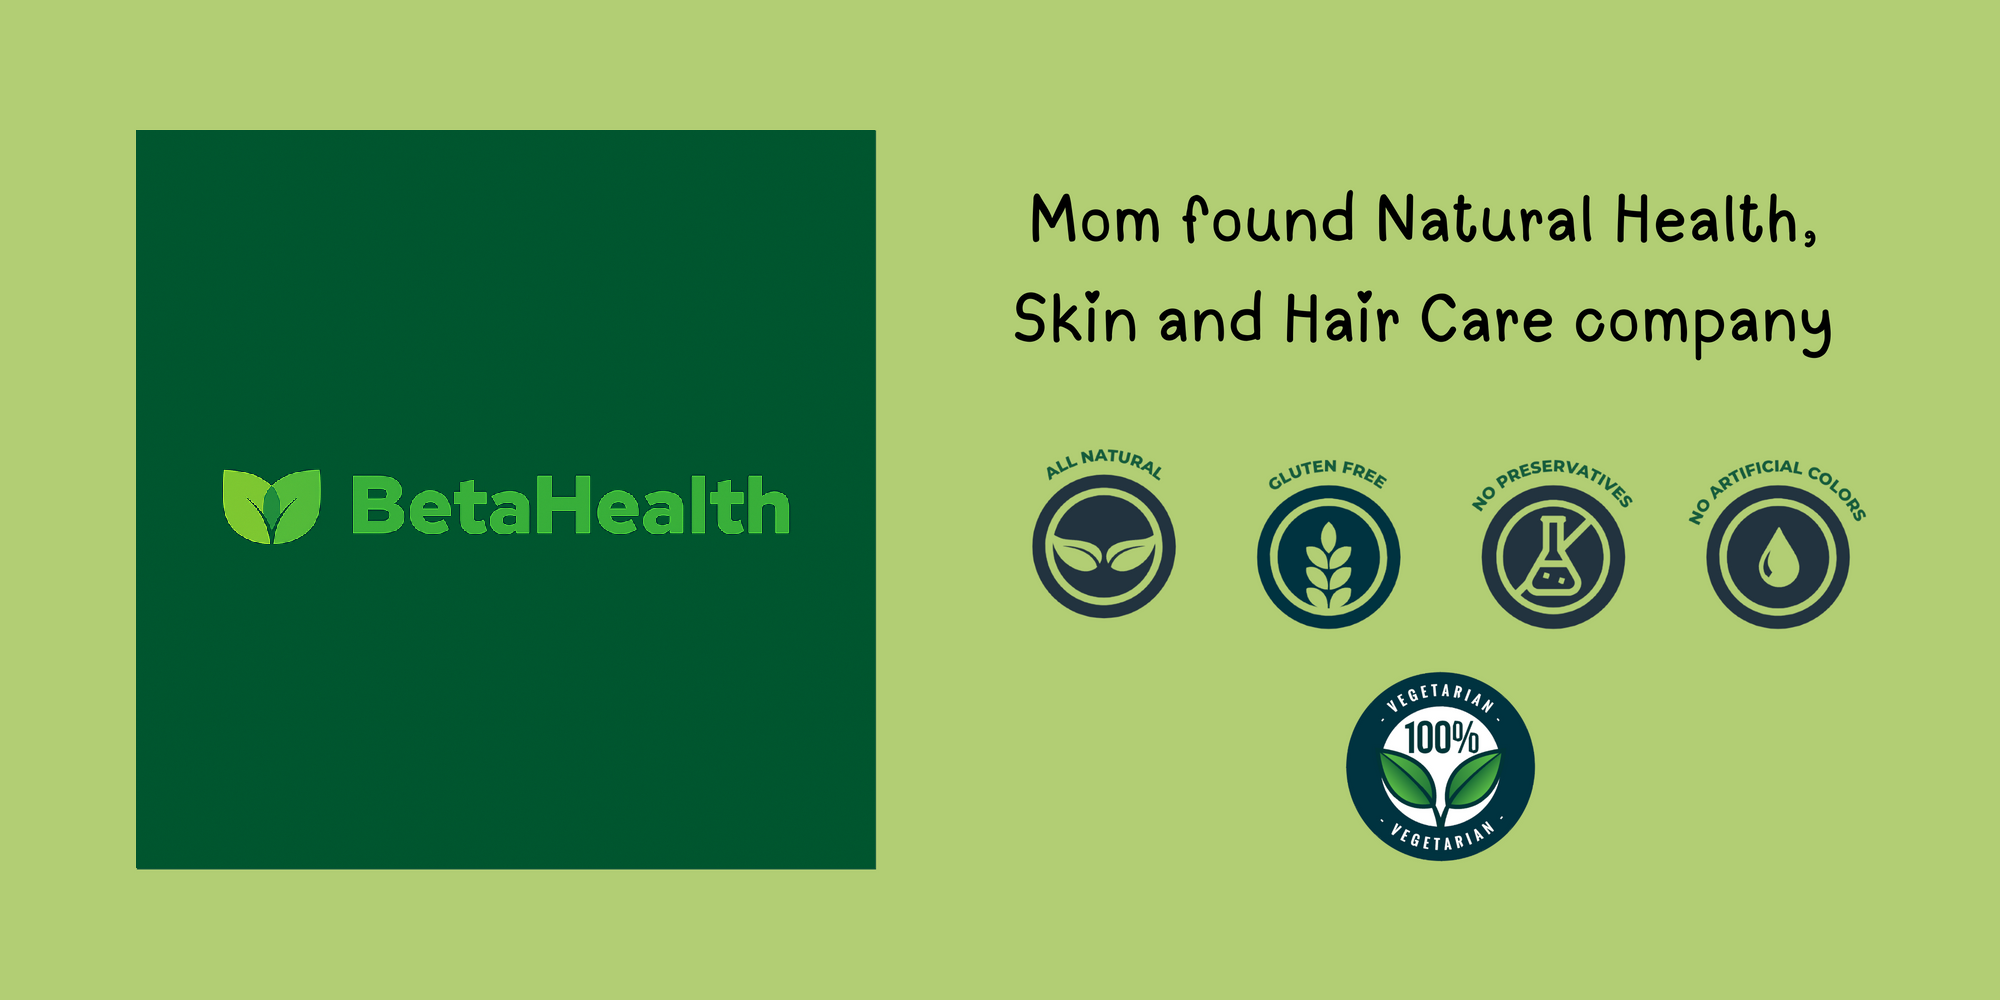 BetaHealth
Mom found Natural Health,
Skin and Hair Care company
ALL NATURAL
GLUTEN FREE
NO PRESERVATIVES
NO ARTIFICIAL COLORS
- VEGETARIAN -
100%
- VEGETARIAN -